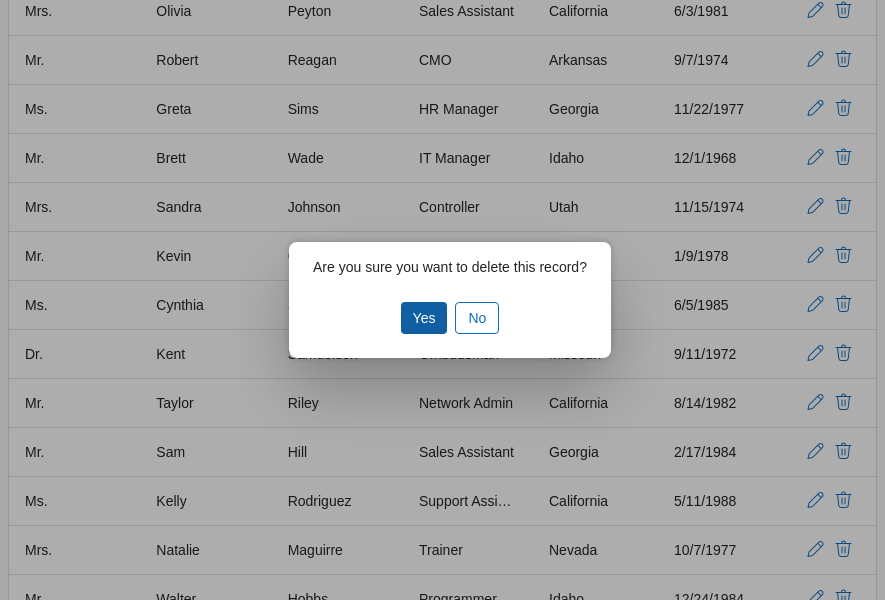 Mrs. Olivia Peyton Sales Assistant California 6/3/1981
Mr. Robert Reagan CMO Arkansas 9/7/1974
Ms. Greta Sims HR Manager Georgia 11/22/1977
Mr. Brett Wade IT Manager Idaho 12/1/1968
Mrs. Sandra Johnson Controller Utah 11/15/1974
Mr. Kevin 1/9/1978
Are you sure you want to delete this record?
Ms. Cynthia 6/5/1985
Yes No
Dr. Kent Samuelson Ombudsman Missouri 9/11/1972
Mr. Taylor Riley Network Admin California 8/14/1982
Mr. Sam Hill Sales Assistant Georgia 2/17/1984
Ms. Kelly Rodriguez Support Assi… California 5/11/1988
Mrs. Natalie Maguirre Trainer Nevada 10/7/1977
Mr. Walter Hobbs Programmer Idaho 12/24/1984